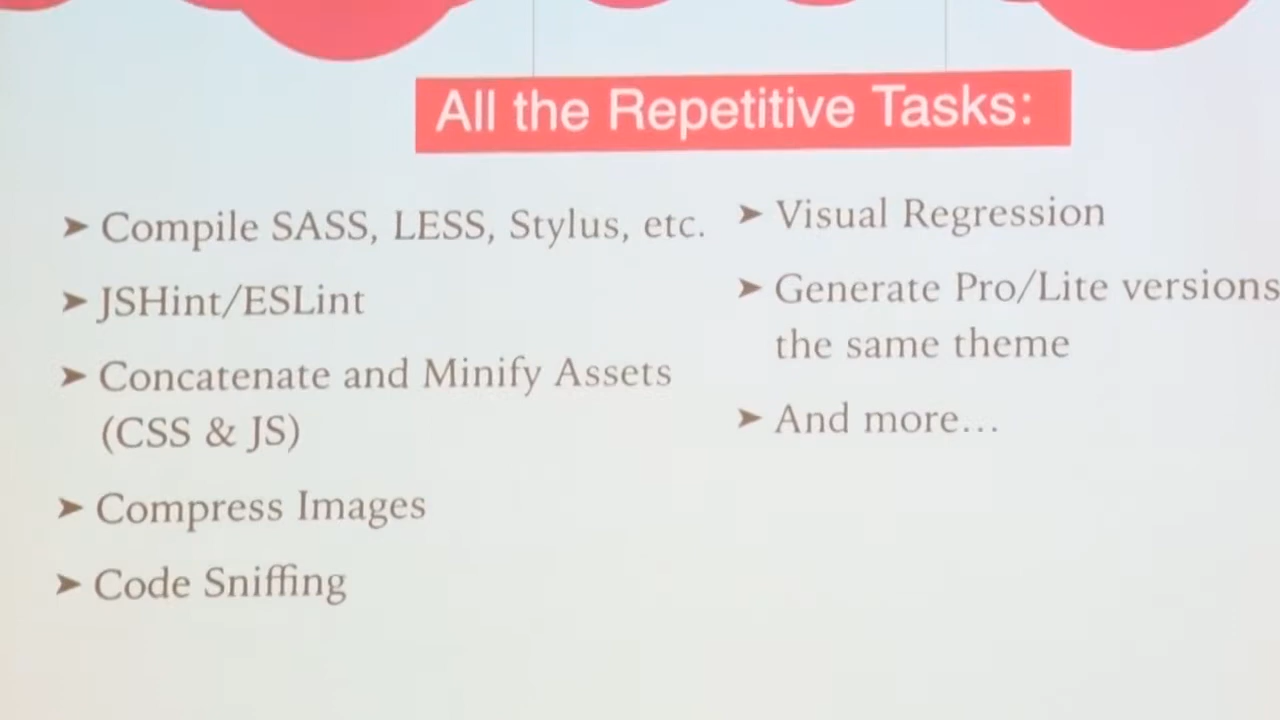 All the Repetitive Tasks:
➤ Compile SASS, LESS, Stylus, etc.
➤ JSHint/ESLint
➤ Concatenate and Minify Assets
(CSS & JS)
➤ Compress Images
➤ Code Sniffing
➤ Visual Regression
➤ Generate Pro/Lite versions
the same theme
➤ And more…